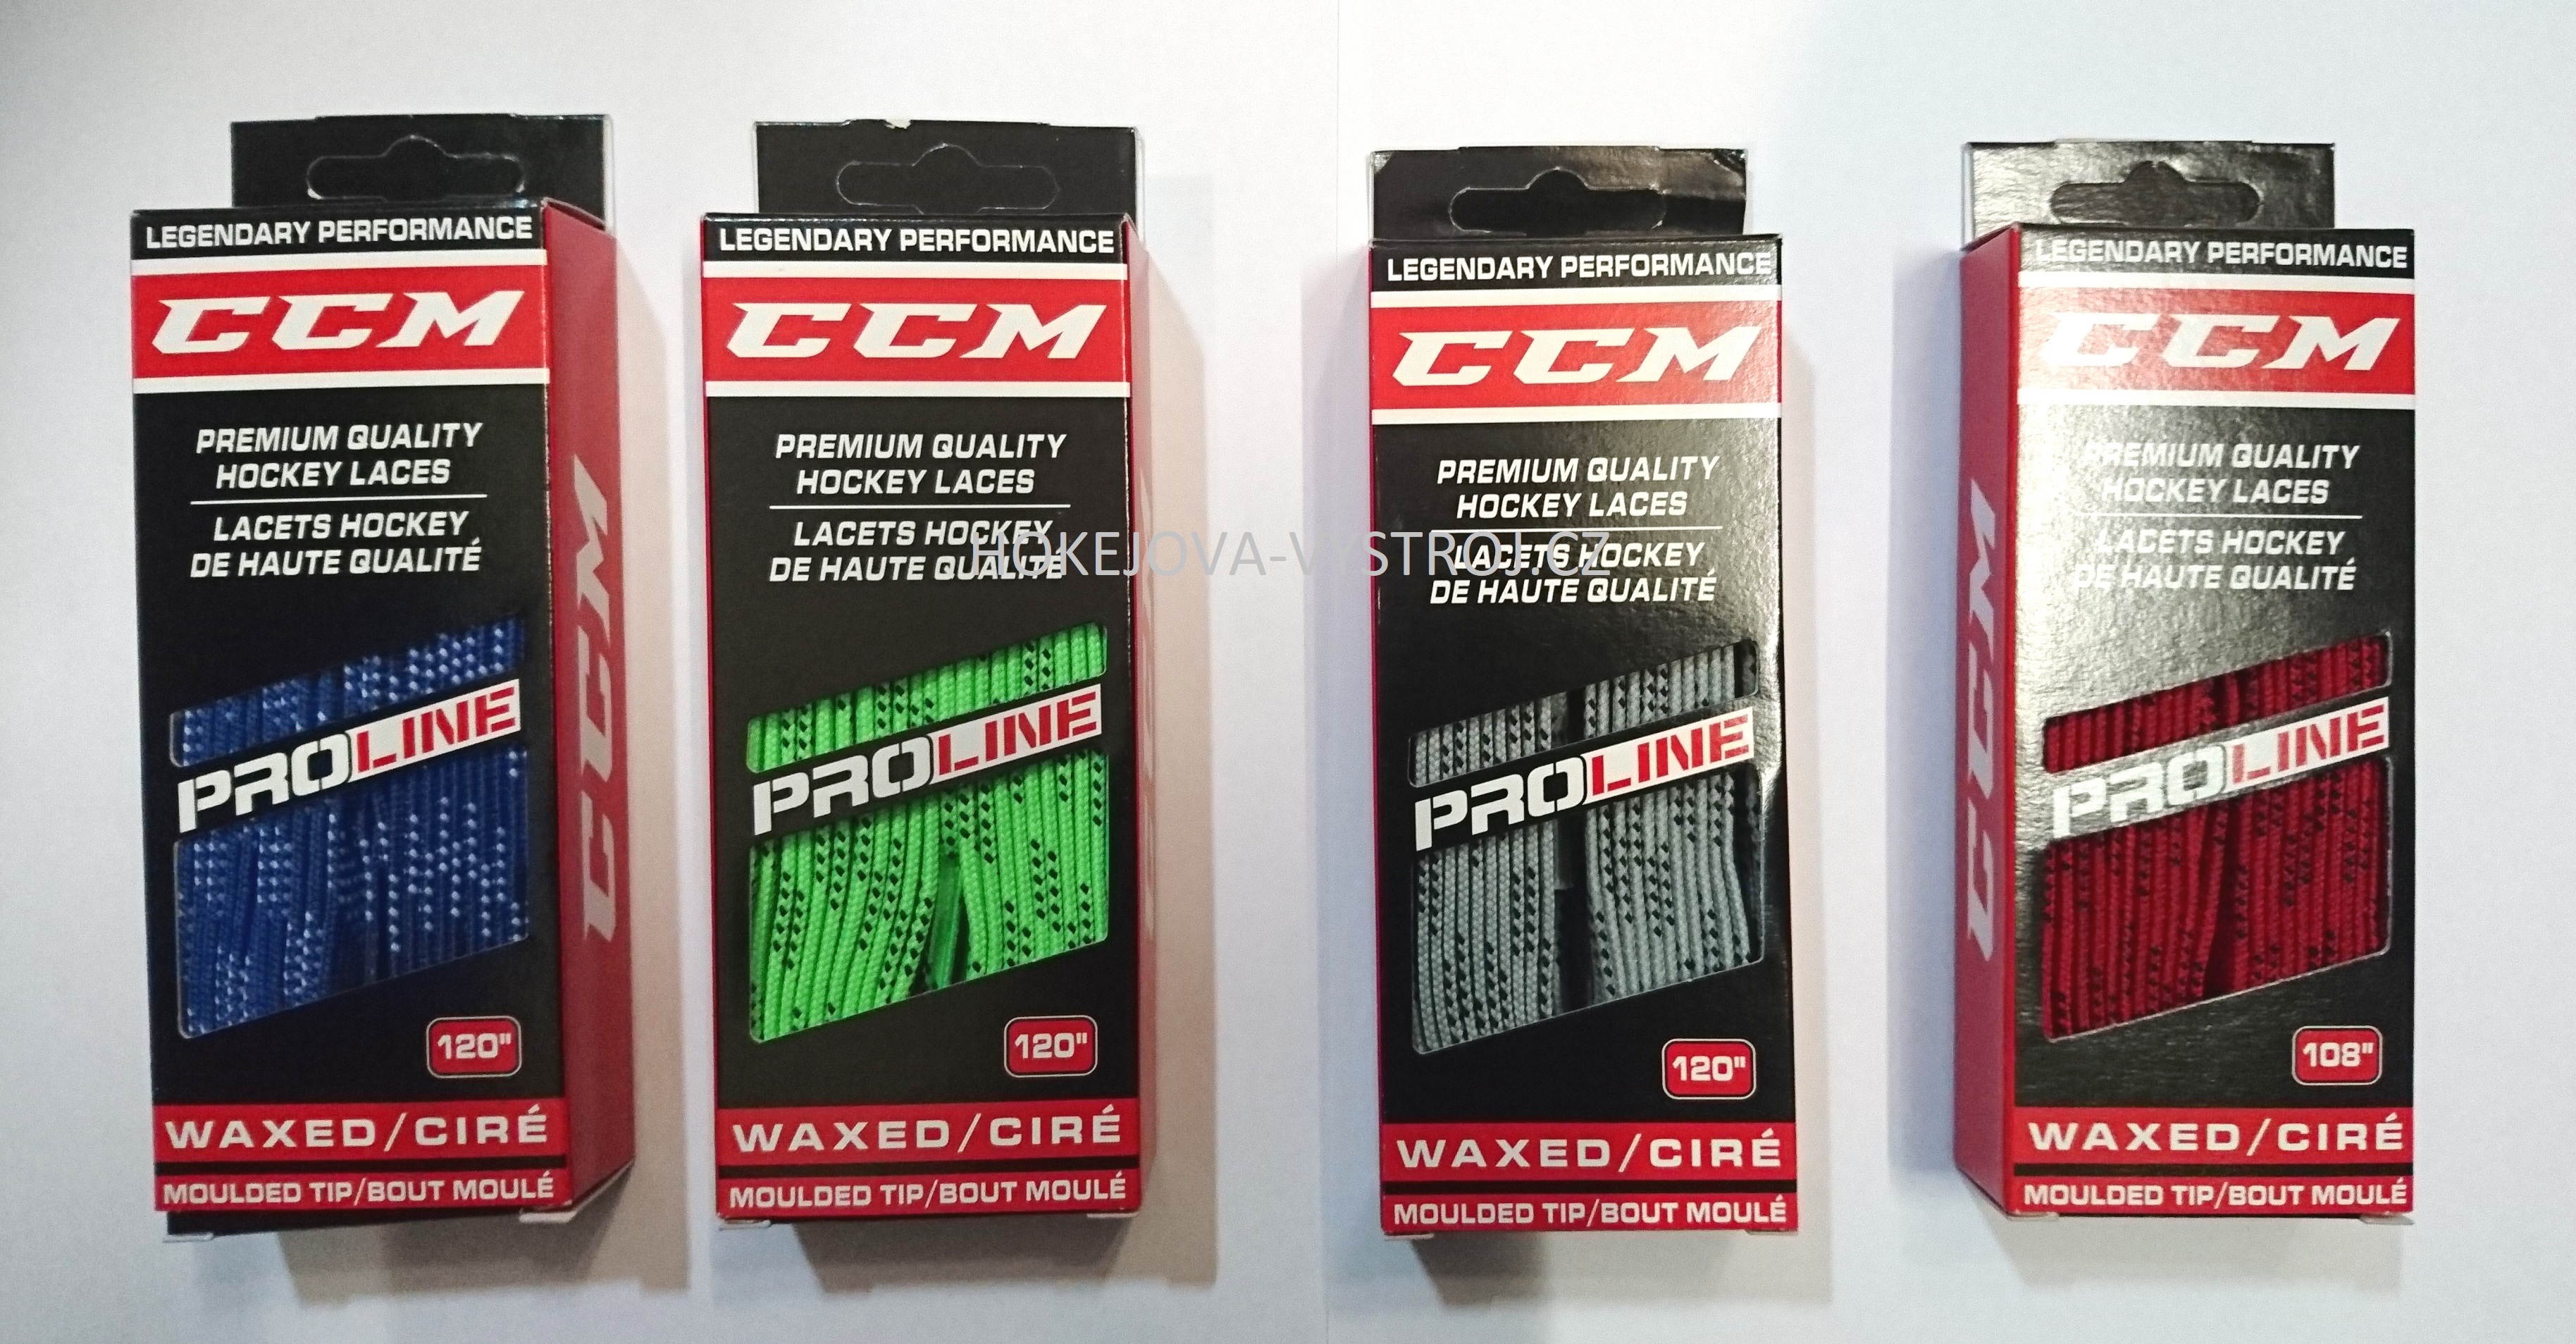 LEGENDARY PERFORMANCE
CCM
PREMIUM QUALITY
HOCKEY LACES
LACETS HOCKEY
DE HAUTE QUALITÉ
PROLINE
120"
WAXED/CIRÉ
MOULDED TIP/BOUT MOULÉ
CCM
LEGENDARY PERFORMANCE
CCM
PREMIUM QUALITY
HOCKEY LACES
LACETS HOCKEY
DE HAUTE QUALITÉ
PROLINE
120"
WAXED/CIRÉ
MOULDED TIP/BOUT MOULÉ
HOKEJOVA-VYSTROJ.CZ
LEGENDARY PERFORMANCE
CCM
PREMIUM QUALITY
HOCKEY LACES
LACETS HOCKEY
DE HAUTE QUALITÉ
PROLINE
120"
WAXED/CIRÉ
MOULDED TIP/BOUT MOULÉ
CCM
LEGENDARY PERFORMANCE
CCM
PREMIUM QUALITY
HOCKEY LACES
LACETS HOCKEY
DE HAUTE QUALITÉ
PROLINE
108"
WAXED/CIRÉ
MOULDED TIP/BOUT MOULÉ